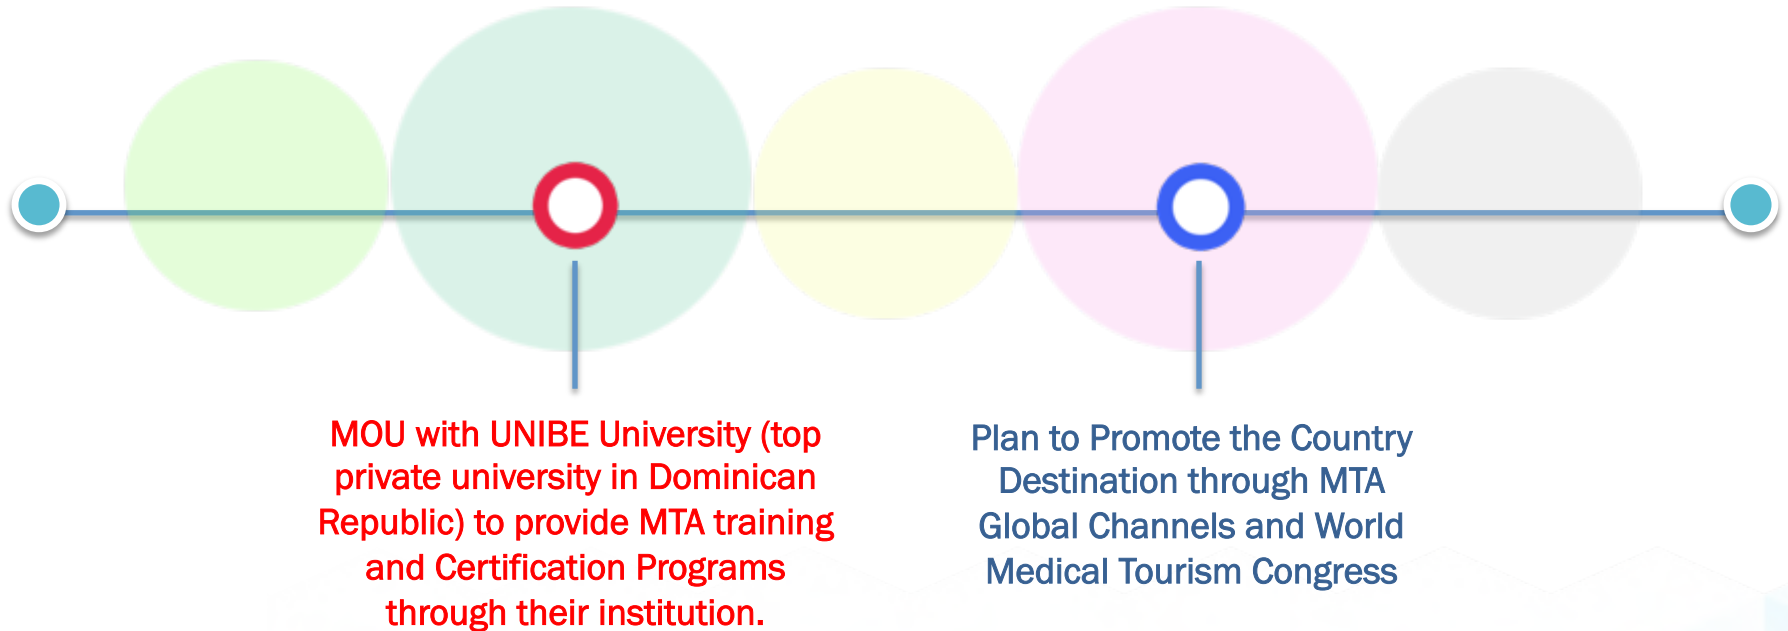 MOU with UNIBE University (top
private university in Dominican
Republic) to provide MTA training
and Certification Programs
through their institution.
Plan to Promote the Country
Destination through MTA
Global Channels and World
Medical Tourism Congress